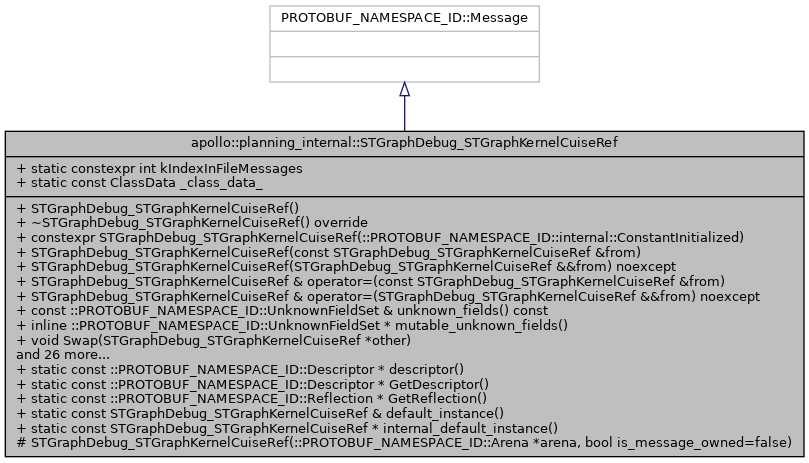 PROTOBUF_NAMESPACE_ID::Message
apollo::planning_internal::STGraphDebug_STGraphKernelCuiseRef
+ static constexpr int kIndexInFileMessages
+ static const ClassData _class_data_
+ STGraphDebug_STGraphKernelCuiseRef()
+ ~STGraphDebug_STGraphKernelCuiseRef() override
+ constexpr STGraphDebug_STGraphKernelCuiseRef(::PROTOBUF_NAMESPACE_ID::internal::ConstantInitialized)
+ STGraphDebug_STGraphKernelCuiseRef(const STGraphDebug_STGraphKernelCuiseRef &from)
+ STGraphDebug_STGraphKernelCuiseRef(STGraphDebug_STGraphKernelCuiseRef &&from) noexcept
+ STGraphDebug_STGraphKernelCuiseRef & operator=(const STGraphDebug_STGraphKernelCuiseRef &from)
+ STGraphDebug_STGraphKernelCuiseRef & operator=(STGraphDebug_STGraphKernelCuiseRef &&from) noexcept
+ const ::PROTOBUF_NAMESPACE_ID::UnknownFieldSet & unknown_fields() const
+ inline ::PROTOBUF_NAMESPACE_ID::UnknownFieldSet * mutable_unknown_fields()
+ void Swap(STGraphDebug_STGraphKernelCuiseRef *other)
and 26 more...
+ static const ::PROTOBUF_NAMESPACE_ID::Descriptor * descriptor()
+ static const ::PROTOBUF_NAMESPACE_ID::Descriptor * GetDescriptor()
+ static const ::PROTOBUF_NAMESPACE_ID::Reflection * GetReflection()
+ static const STGraphDebug_STGraphKernelCuiseRef & default_instance()
+ static const STGraphDebug_STGraphKernelCuiseRef * internal_default_instance()
# STGraphDebug_STGraphKernelCuiseRef(::PROTOBUF_NAMESPACE_ID::Arena *arena, bool is_message_owned=false)